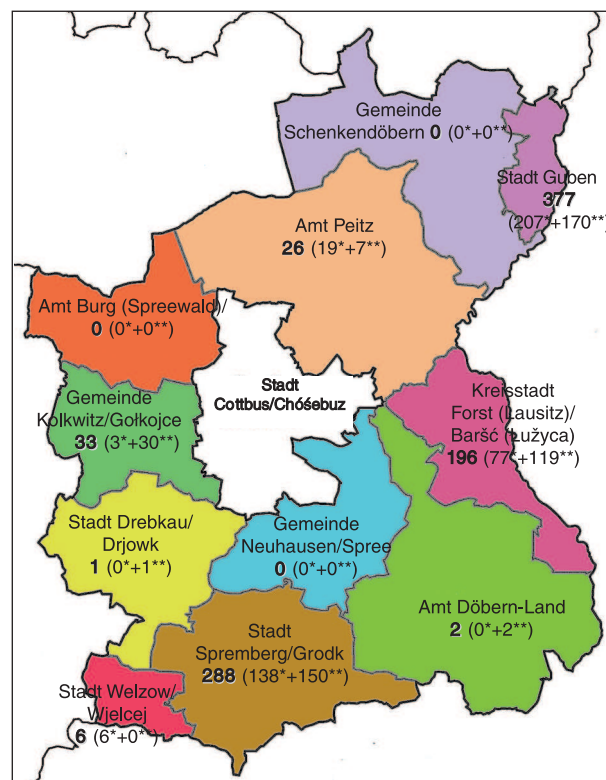 Gemeinde
Schenkendöbern 0 (0*+0**)
Stadt Guben
377
(207*+170**)
Amt Peitz
26 (19*+7**)
Amt Burg (Spreewald)/
0 (0*+0**)
Stadt
Cottbus/Chóśebuz
Gemeinde
Kolkwitz/Gołkojce
33 (3*+30**)
Kreisstadt
Forst (Lausitz)/
Baršć (Łužyca)
196 (77*+119**)
Stadt Drebkau/
Drjowk
1 (0*+1**)
Gemeinde
Neuhausen/Spree
0 (0*+0**)
Amt Döbern-Land
2 (0*+2**)
Stadt
Spremberg/Grodk
288 (138*+150**)
Stadt Welzow/
Wjelcej
6 (6*+0**)